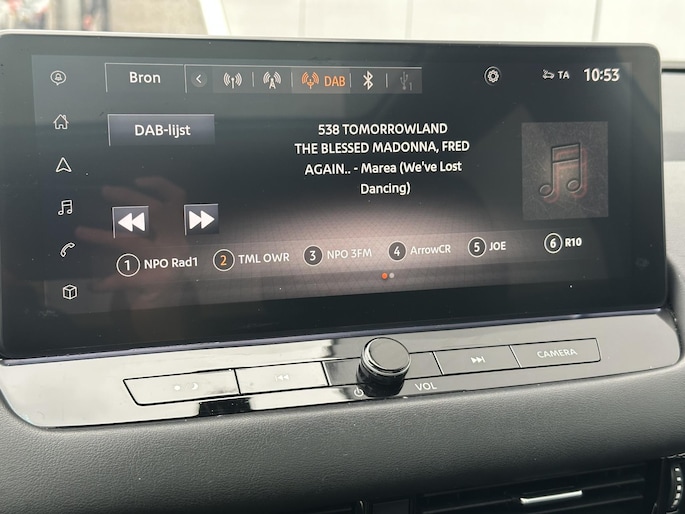 Bron
DAB
TA
10:53
DAB-lijst
538 TOMORROWLAND
THE BLESSED MADONNA, FRED
AGAIN.. - Marea (We've Lost
Dancing)
1 NPO Rad1
2 TML OWR
3 NPO 3FM
4 ArrowCR
5 JOE
6 R10
VOL
CAMERA